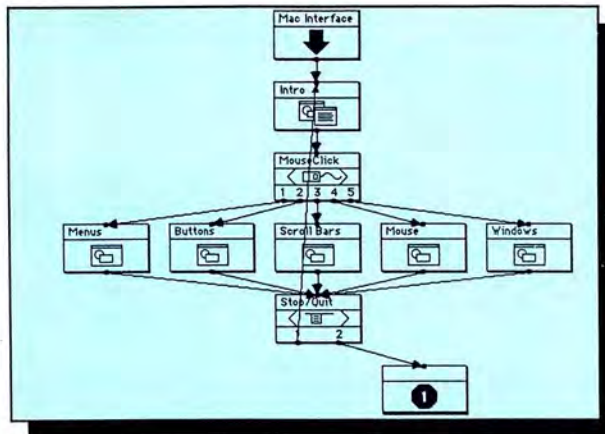 Mac Interface
Intro
MouseClick
1 2 3 4 5
Menus
Buttons
Scroll Bars
Mouse
Windows
Stop/Quit
1 2
1